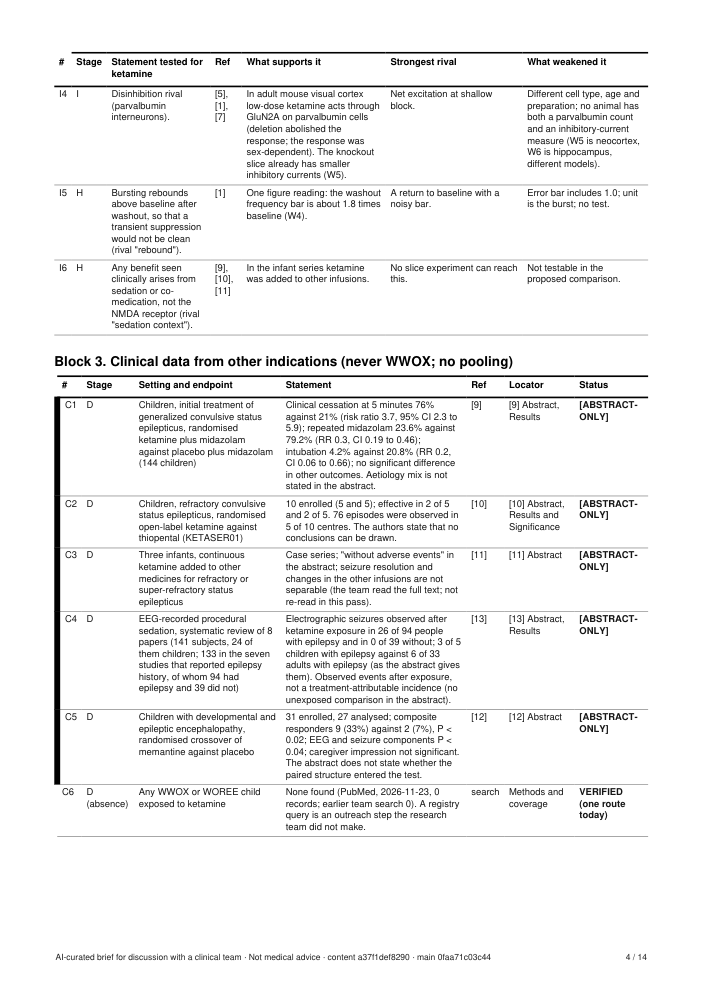 # Stage Statement tested for ketamine Ref What supports it Strongest rival What weakened it
I4 I Disinhibition rival (parvalbumin interneurons). [5], [1], [7] In adult mouse visual cortex low-dose ketamine acts through GluN2A on parvalbumin cells (deletion abolished the response; the response was sex-dependent). The knockout slice already has smaller inhibitory currents (W5). Net excitation at shallow block. Different cell type, age and preparation; no animal has both a parvalbumin count and an inhibitory-current measure (W5 is neocortex, W6 is hippocampus, different models).
I5 H Bursting rebounds above baseline after washout, so that a transient suppression would not be clean (rival "rebound"). [1] One figure reading: the washout frequency bar is about 1.8 times baseline (W4). A return to baseline with a noisy bar. Error bar includes 1.0; unit is the burst; no test.
I6 H Any benefit seen clinically arises from sedation or co-medication, not the NMDA receptor (rival "sedation context"). [9], [10], [11] In the infant series ketamine was added to other infusions. No slice experiment can reach this. Not testable in the proposed comparison.
Block 3. Clinical data from other indications (never WWOX; no pooling)
# Stage Setting and endpoint Statement Ref Locator Status
C1 D Children, initial treatment of generalized convulsive status epilepticus, randomised ketamine plus midazolam against placebo plus midazolam (144 children) Clinical cessation at 5 minutes 76% against 21% (risk ratio 3.7, 95% CI 2.3 to 5.9); repeated midazolam 23.6% against 79.2% (RR 0.3, CI 0.19 to 0.46); intubation 4.2% against 20.8% (RR 0.2, CI 0.06 to 0.66); no significant difference in other outcomes. Aetiology mix is not stated in the abstract. [9] [9] Abstract, Results [ABSTRACT-ONLY]
C2 D Children, refractory convulsive status epilepticus, randomised open-label ketamine against thiopental (KETASER01) 10 enrolled (5 and 5); effective in 2 of 5 and 2 of 5. 76 episodes were observed in 5 of 10 centres. The authors state that no conclusions can be drawn. [10] [10] Abstract, Results and Significance [ABSTRACT-ONLY]
C3 D Three infants, continuous ketamine added to other medicines for refractory or super-refractory status epilepticus Case series; "without adverse events" in the abstract; seizure resolution and changes in the other infusions are not separable (the team read the full text; not re-read in this pass). [11] [11] Abstract [ABSTRACT-ONLY]
C4 D EEG-recorded procedural sedation, systematic review of 8 papers (141 subjects, 24 of them children; 133 in the seven studies that reported epilepsy history, of whom 94 had epilepsy and 39 did not) Electrographic seizures observed after ketamine exposure in 26 of 94 people with epilepsy and in 0 of 39 without; 3 of 5 children with epilepsy against 6 of 33 adults with epilepsy (as the abstract gives them). Observed events after exposure, not a treatment-attributable incidence (no unexposed comparison in the abstract). [13] [13] Abstract, Results [ABSTRACT-ONLY]
C5 D Children with developmental and epileptic encephalopathy, randomised crossover of memantine against placebo 31 enrolled, 27 analysed; composite responders 9 (33%) against 2 (7%), P < 0.02; EEG and seizure components P < 0.04; caregiver impression not significant. The abstract does not state whether the paired structure entered the test. [12] [12] Abstract [ABSTRACT-ONLY]
C6 D (absence) Any WWOX or WOREE child exposed to ketamine None found (PubMed, 2026-11-23, 0 records; earlier team search 0). A registry query is an outreach step the research team did not make. search Methods and coverage VERIFIED (one route today)
AI-curated brief for discussion with a clinical team · Not medical advice · content a37f1def8290 · main 0faa71c03c44 4 / 14